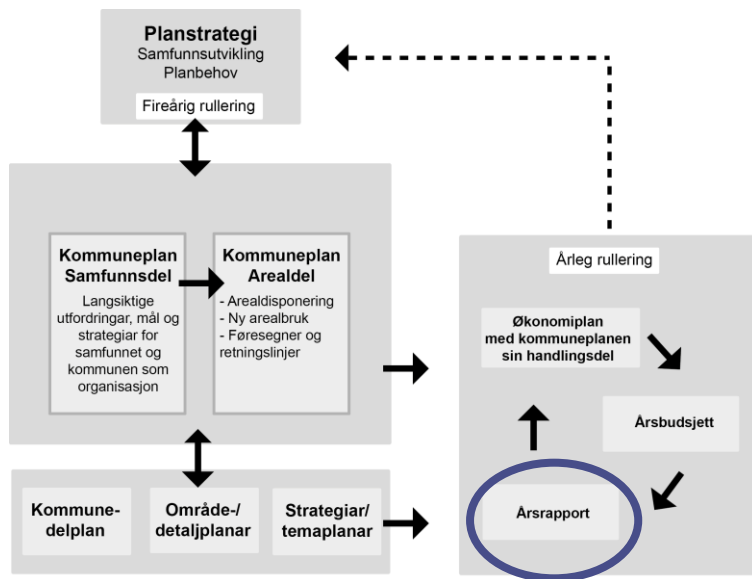 Planstrategi
Samfunnsutvikling
Planbehov
Fireårig rullering
Kommuneplan
Samfunnsdel
Langsiktige
utfordringar, mål og
strategiar for
samfunnet og
kommunen som
organisasjon
Kommuneplan
Arealdel
- Arealdisponering
- Ny arealbruk
- Føresegner og
retningslinjer
Kommune-
delplan
Område-/
detaljplanar
Strategiar/
temaplanar
Årleg rullering
Økonomiplan
med kommuneplanen
sin handlingsdel
Årsbudsjett
Årsrapport